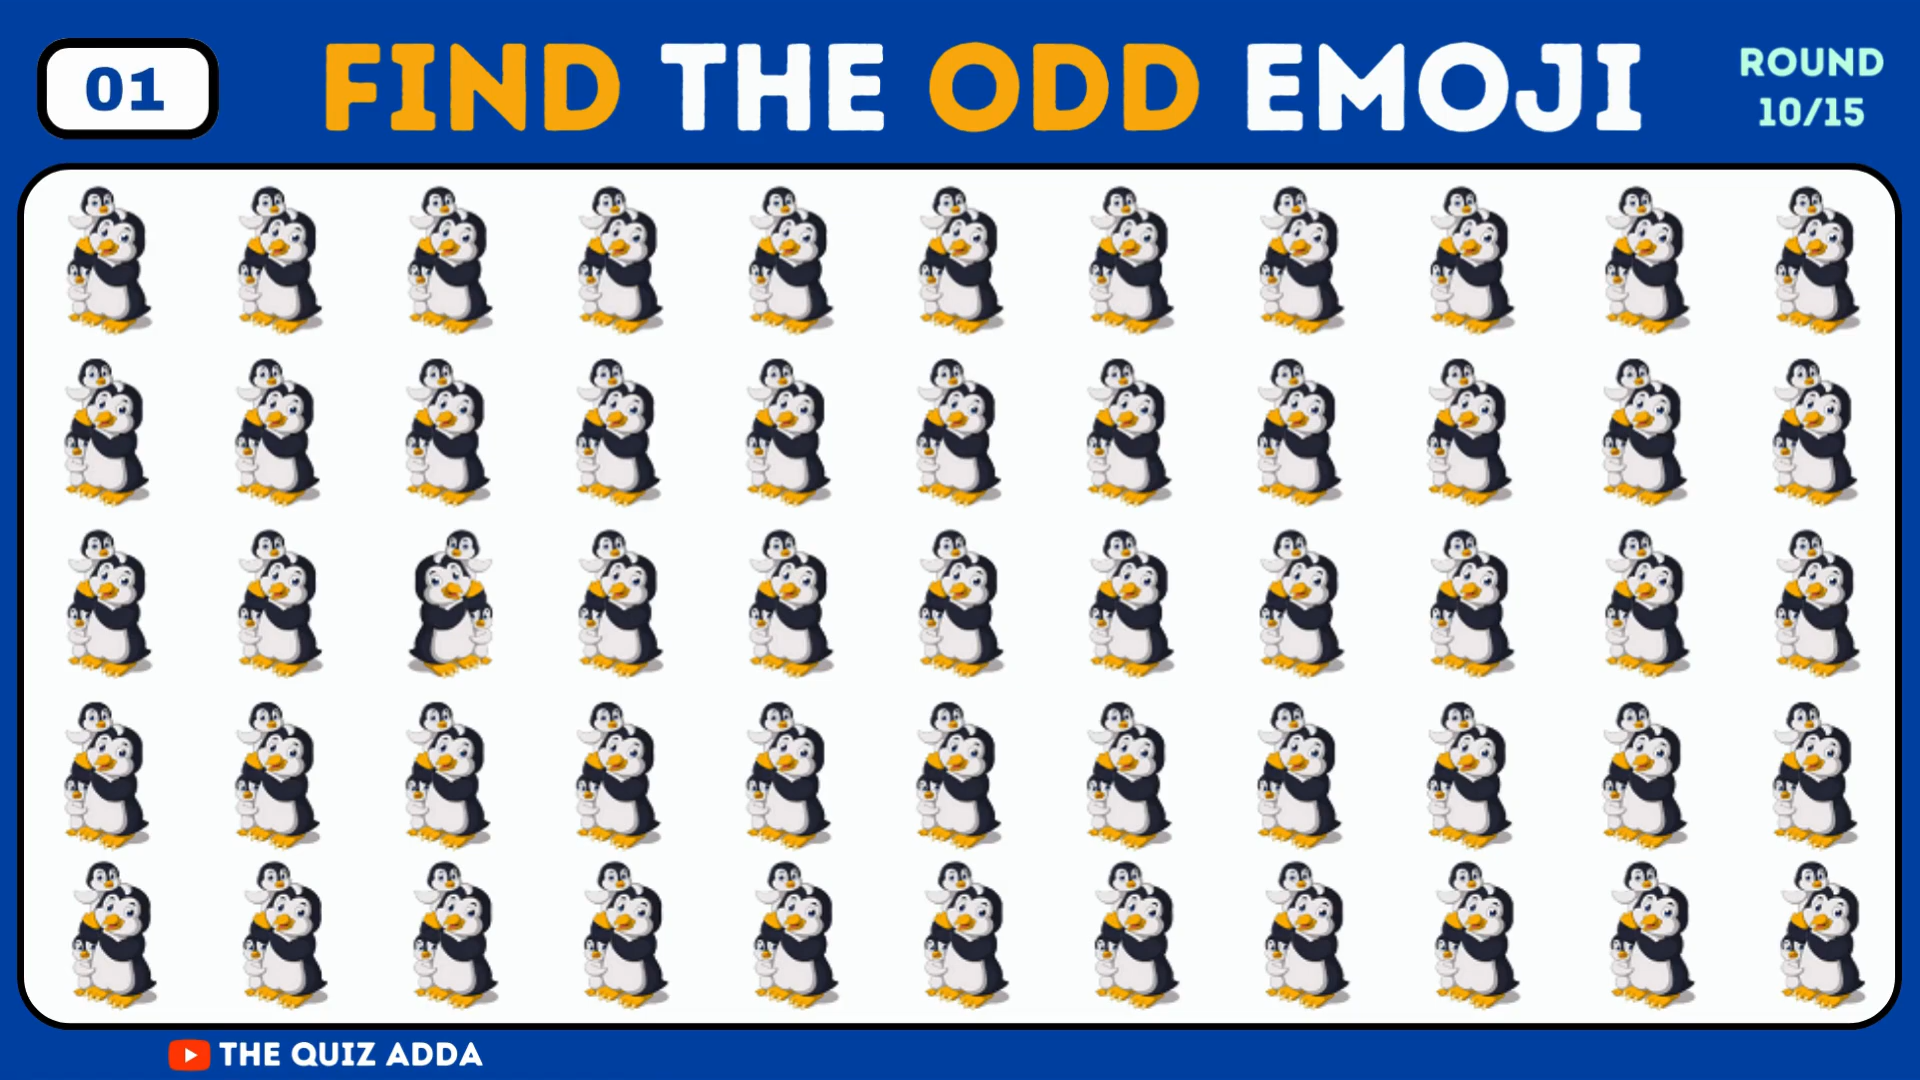 01
FIND THE ODD EMOJI
ROUND
10/15
THE QUIZ ADDA